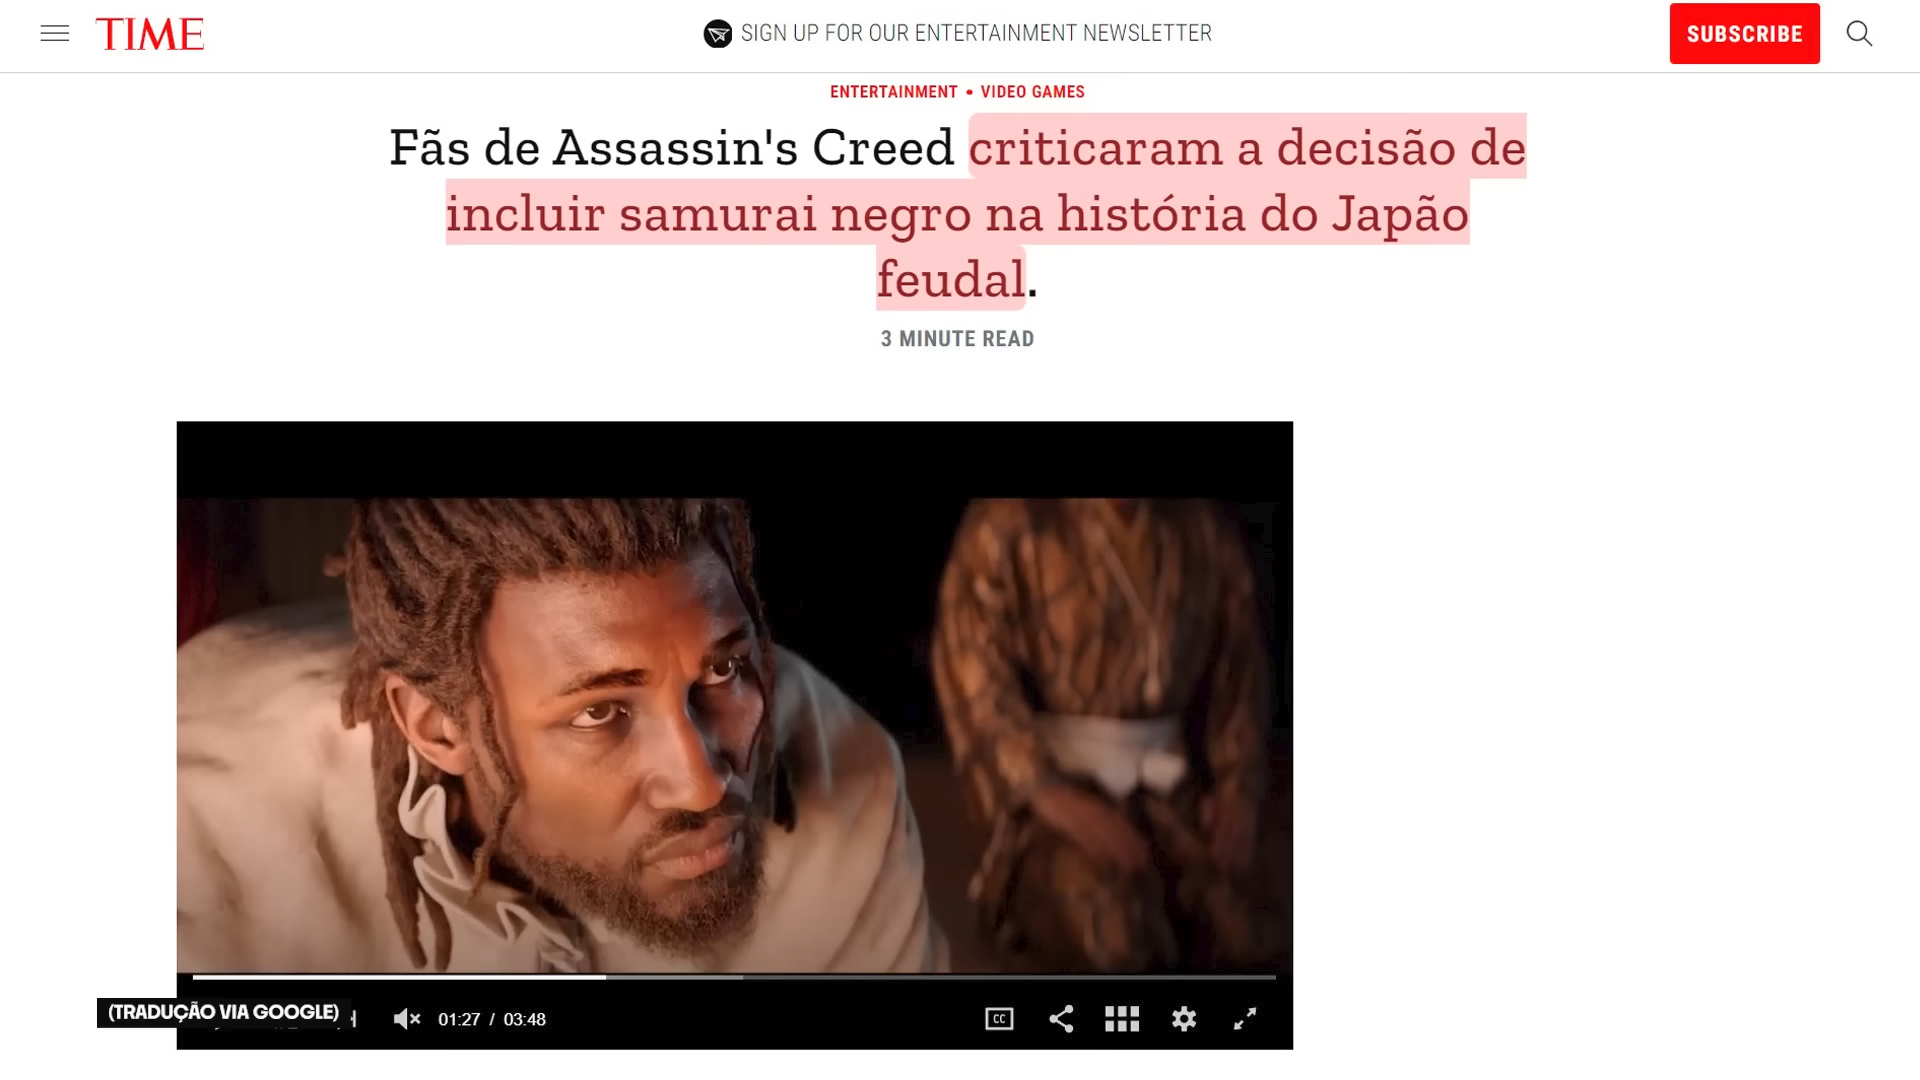 TIME
SIGN UP FOR OUR ENTERTAINMENT NEWSLETTER
SUBSCRIBE
ENTERTAINMENT • VIDEO GAMES
Fãs de Assassin's Creed criticaram a decisão de
incluir samurai negro na história do Japão
feudal.
3 MINUTE READ
(TRADUÇÃO VIA GOOGLE)
01:27 / 03:48
CC